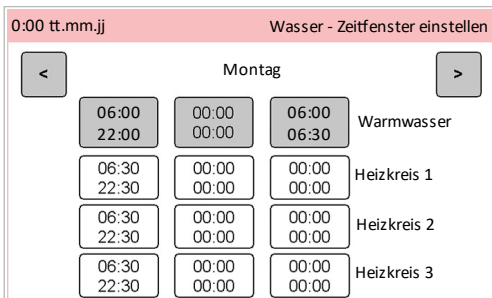 0:00 tt.mm.jj Wasser - Zeitfenster einstellen
< Montag >
06:00 00:00 06:00
22:00 00:00 06:30 Warmwasser
06:30 00:00 00:00
22:30 00:00 00:00 Heizkreis 1
06:30 00:00 00:00
22:30 00:00 00:00 Heizkreis 2
06:30 00:00 00:00
22:30 00:00 00:00 Heizkreis 3